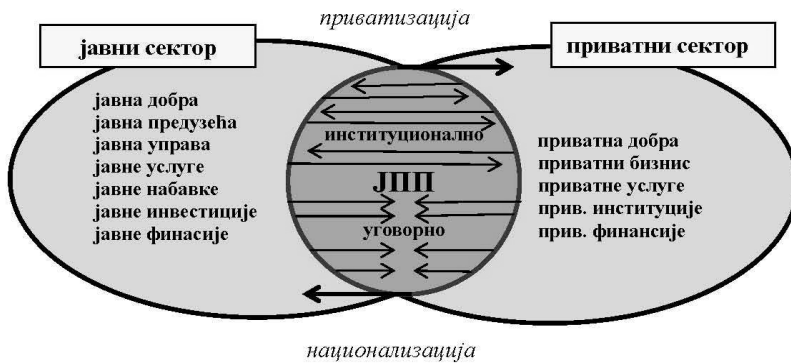 приватизација
јавни сектор
приватни сектор
јавна добра
јавна предузећа
јавна управа
јавне услуге
јавне набавке
јавне инвестиције
јавне финасије
институционално
ЈПП
уговорно
приватна добра
приватни бизнис
приватне услуге
прив. институције
прив. финансије
национализација